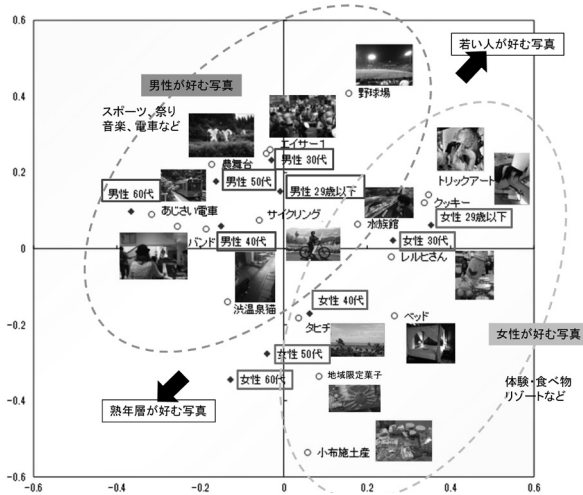 0.6
若い人が好む写真
男性が好む写真
野球場
スポーツ、祭り
音楽、電車など
0.4
エイサー1
男性 30代
農舞台
男性 50代
0.2
男性 60代
男性 29歳以下
トリックアート
クッキー
あじさい電車
サイクリング
水族館
女性 29歳以下
バンド
男性 40代
女性 30代
0
レルヒさん
渋温泉猫
女性 40代
タヒチ
ベッド
-0.2
女性が好む写真
女性 50代
女性 60代
地域限定菓子
体験・食べ物
リゾートなど
-0.4
熟年層が好む写真
小布施土産
-0.6
-0.6
-0.4
-0.2
0
0.2
0.4
0.6